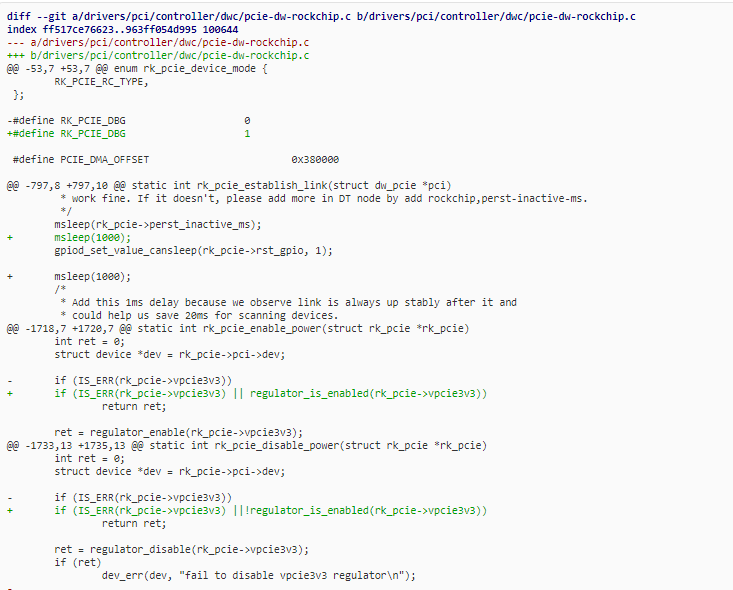 diff --git a/drivers/pci/controller/dwc/pcie-dw-rockchip.c b/drivers/pci/controller/dwc/pcie-dw-rockchip.c
index ff517ce76623..963ff054d995 100644
--- a/drivers/pci/controller/dwc/pcie-dw-rockchip.c
+++ b/drivers/pci/controller/dwc/pcie-dw-rockchip.c
@@ -53,7 +53,7 @@ enum rk_pcie_device_mode {
        RK_PCIE_RC_TYPE,
 };

-#define RK_PCIE_DBG                    0
+#define RK_PCIE_DBG                    1

 #define PCIE_DMA_OFFSET                        0x380000

@@ -797,8 +797,10 @@ static int rk_pcie_establish_link(struct dw_pcie *pci)
         * work fine. If it doesn't, please add more in DT node by add rockchip,perst-inactive-ms.
         */
        msleep(rk_pcie->perst_inactive_ms);
+       msleep(1000);
        gpiod_set_value_cansleep(rk_pcie->rst_gpio, 1);

+       msleep(1000);
        /*
         * Add this 1ms delay because we observe link is always up stably after it and
         * could help us save 20ms for scanning devices.
@@ -1718,7 +1720,7 @@ static int rk_pcie_enable_power(struct rk_pcie *rk_pcie)
        int ret = 0;
        struct device *dev = rk_pcie->pci->dev;

-       if (IS_ERR(rk_pcie->vpcie3v3))
+       if (IS_ERR(rk_pcie->vpcie3v3) || regulator_is_enabled(rk_pcie->vpcie3v3))
                return ret;

        ret = regulator_enable(rk_pcie->vpcie3v3);
@@ -1733,13 +1735,13 @@ static int rk_pcie_disable_power(struct rk_pcie *rk_pcie)
        int ret = 0;
        struct device *dev = rk_pcie->pci->dev;

-       if (IS_ERR(rk_pcie->vpcie3v3))
+       if (IS_ERR(rk_pcie->vpcie3v3) ||!regulator_is_enabled(rk_pcie->vpcie3v3))
                return ret;

        ret = regulator_disable(rk_pcie->vpcie3v3);
        if (ret)
                dev_err(dev, "fail to disable vpcie3v3 regulator\n");
-